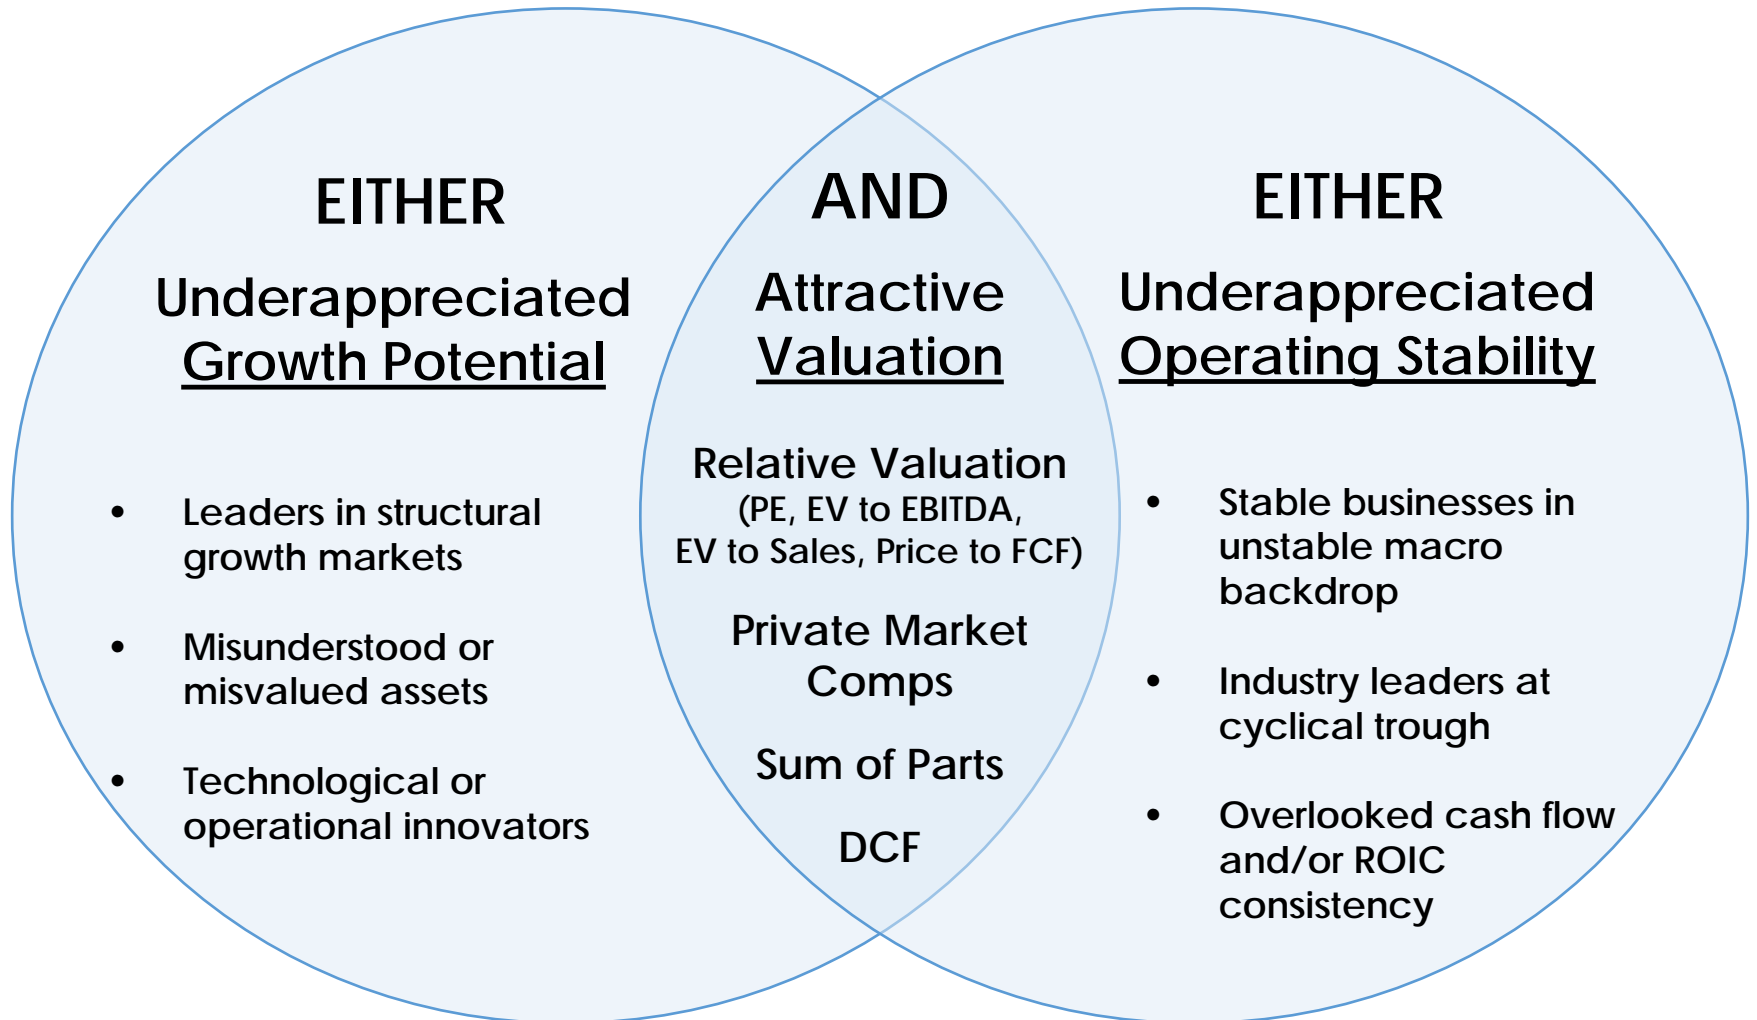 EITHER
Underappreciated
Growth Potential
• Leaders in structural
growth markets
• Misunderstood or
misvalued assets
• Technological or
operational innovators
AND
Attractive
Valuation
Relative Valuation
(PE, EV to EBITDA,
EV to Sales, Price to FCF)
Private Market
Comps
Sum of Parts
DCF
EITHER
Underappreciated
Operating Stability
• Stable businesses in
unstable macro
backdrop
• Industry leaders at
cyclical trough
• Overlooked cash flow
and/or ROIC
consistency